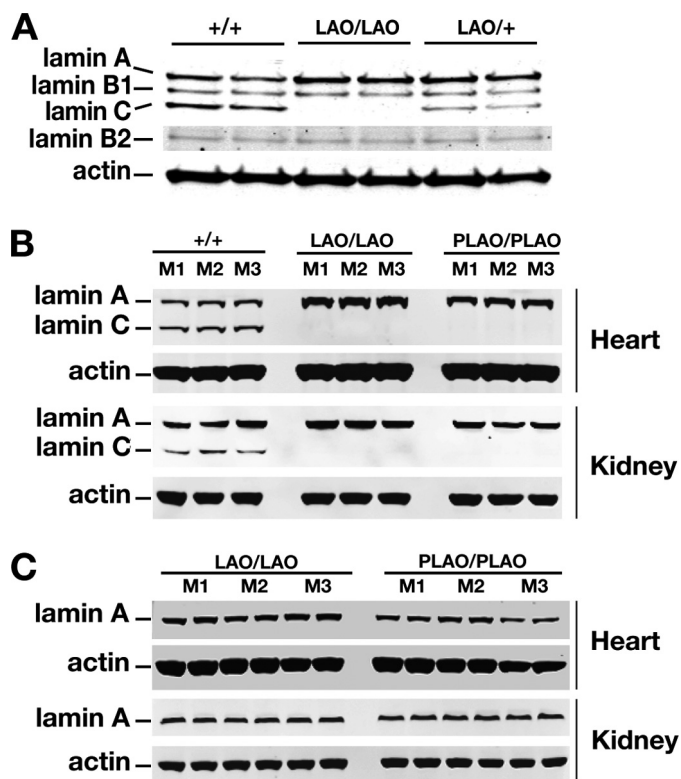 A
+/+ LAO/LAO LAO/+
lamin A
lamin B1
lamin C
lamin B2
actin
B
+/+ LAO/LAO PLAO/PLAO
M1 M2 M3 M1 M2 M3 M1 M2 M3
lamin A
lamin C
Heart
actin
lamin A
lamin C
Kidney
actin
C
LAO/LAO PLAO/PLAO
M1 M2 M3 M1 M2 M3
lamin A
Heart
actin
lamin A
Kidney
actin